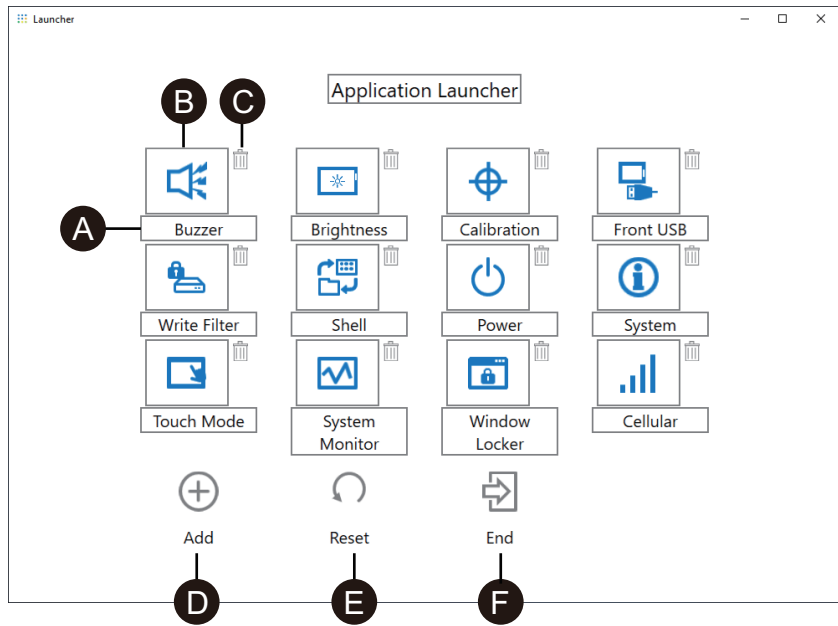 Launcher
Application Launcher
B
C
A
Buzzer
Brightness
Calibration
Front USB
Write Filter
Shell
Power
System
Touch Mode
System
Monitor
Window
Locker
Cellular
Add
Reset
End
D
E
F